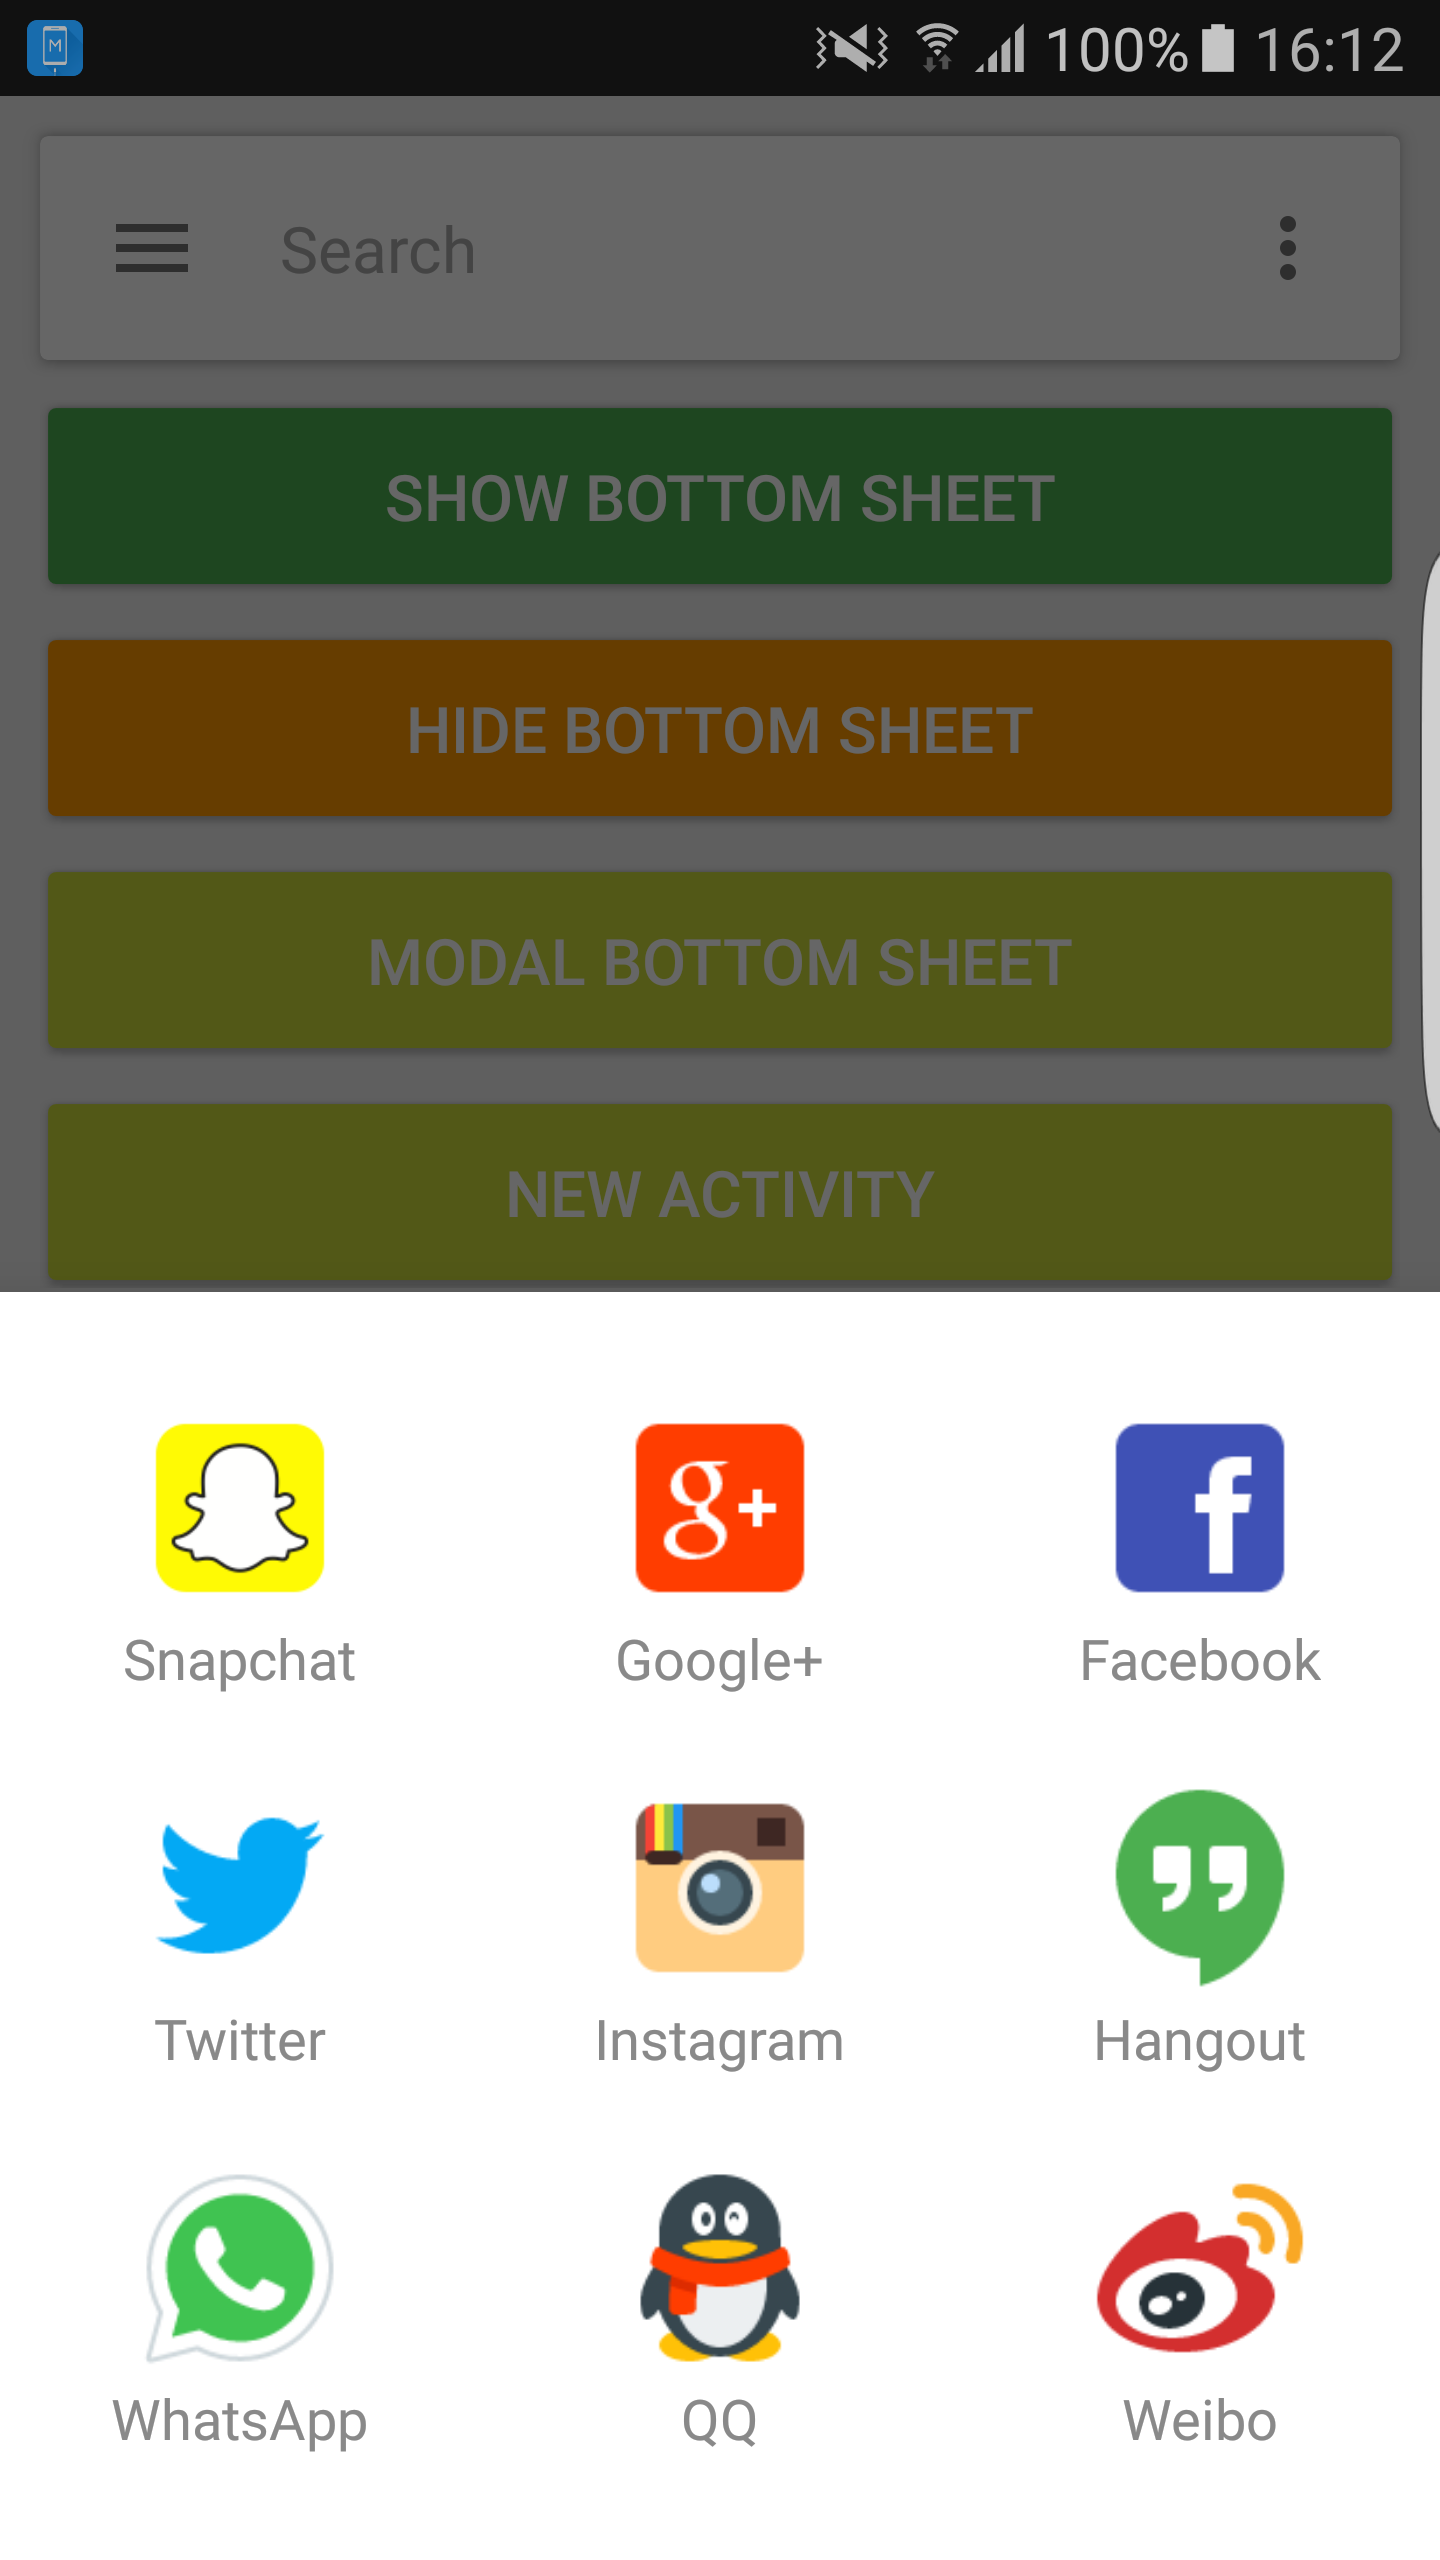 M
100% 16:12
Search
SHOW BOTTOM SHEET
HIDE BOTTOM SHEET
MODAL BOTTOM SHEET
NEW ACTIVITY
g+ f
Snapchat Google+ Facebook
Twitter Instagram Hangout
WhatsApp QQ Weibo